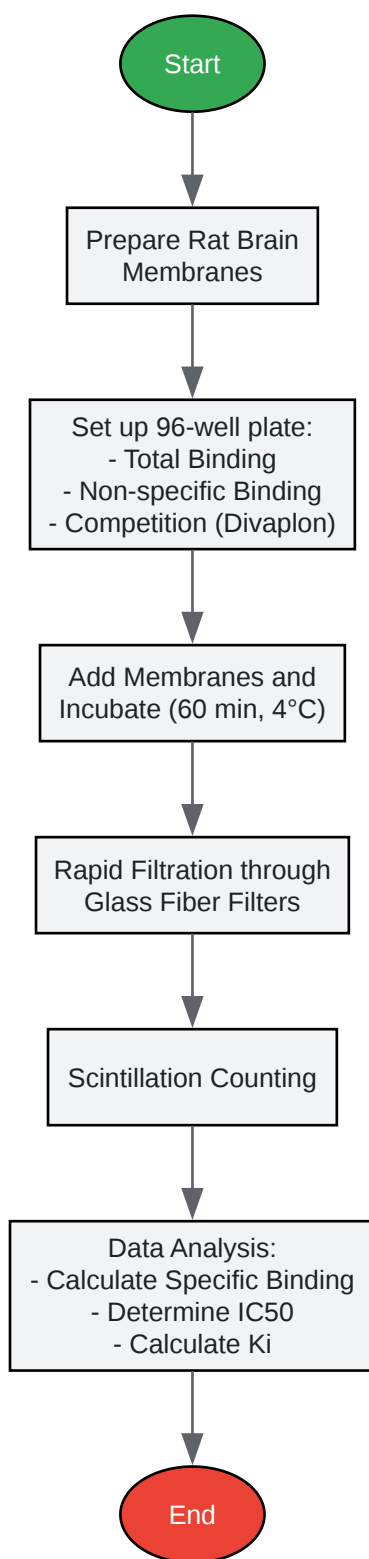 Start
Prepare Rat Brain
Membranes
Set up 96-well plate:
- Total Binding
- Non-specific Binding
- Competition (Divaplon)
Add Membranes and
Incubate (60 min, 4°C)
Rapid Filtration through
Glass Fiber Filters
Scintillation Counting
Data Analysis:
- Calculate Specific Binding
- Determine IC50
- Calculate Ki
End